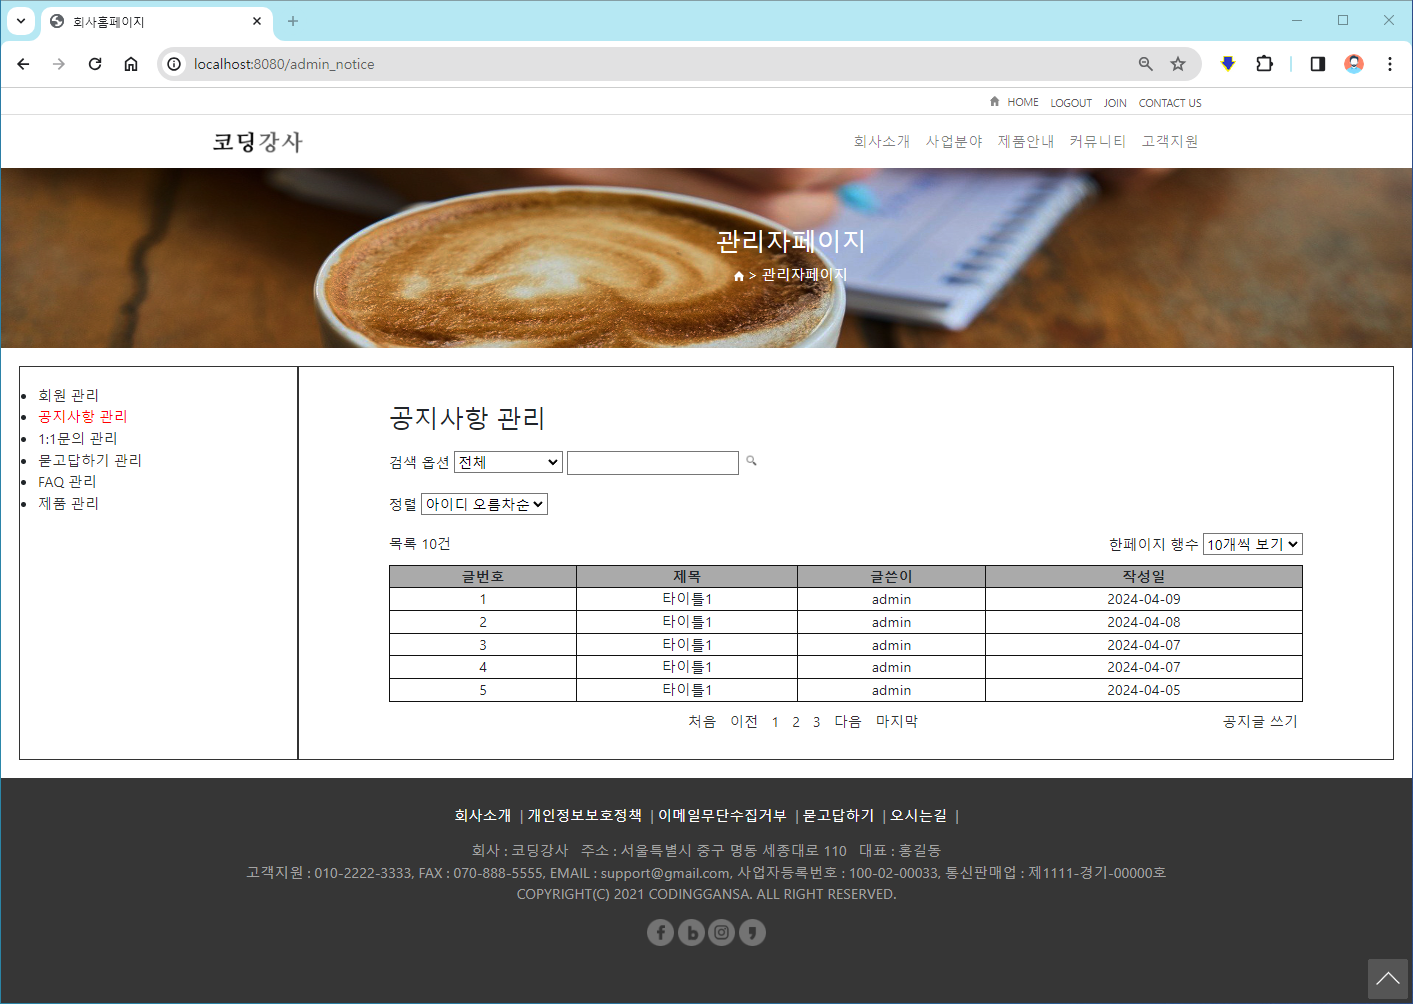 회사홈페이지
localhost:8080/admin_notice
HOME LOGOUT JOIN CONTACT US
코딩강사
회사소개 사업분야 제품안내 커뮤니티 고객지원
관리자페이지
> 관리자페이지
회원 관리
공지사항 관리
1:1문의 관리
묻고답하기 관리
FAQ 관리
제품 관리
공지사항 관리
검색 옵션 전체
정렬 아이디 오름차순
목록 10건 한페이지 행수 10개씩 보기
글번호 제목 글쓴이 작성일
1 타이틀1 admin 2024-04-09
2 타이틀1 admin 2024-04-08
3 타이틀1 admin 2024-04-07
4 타이틀1 admin 2024-04-07
5 타이틀1 admin 2024-04-05
처음 이전 1 2 3 다음 마지막 공지글 쓰기
회사소개 | 개인정보보호정책 | 이메일무단수집거부 | 묻고답하기 | 오시는길 |
회사 : 코딩강사 주소 : 서울특별시 중구 명동 세종대로 110 대표 : 홍길동
고객지원 : 010-2222-3333, FAX : 070-888-5555, EMAIL : support@gmail.com, 사업자등록번호 : 100-02-00033, 통신판매업 : 제1111-경기-00000호
COPYRIGHT(C) 2021 CODINGGANSA. ALL RIGHT RESERVED.